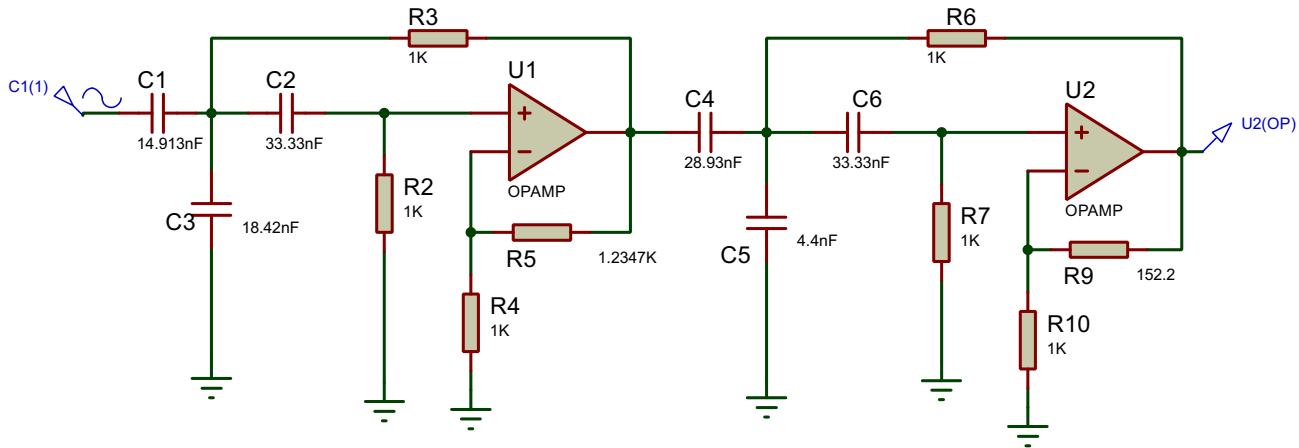 R3
1K
R6
1K
C1(1)
C1
14.913nF
C2
33.33nF
U1
+
−
OPAMP
C4
28.93nF
C6
33.33nF
U2
+
−
OPAMP
U2(OP)
C3
18.42nF
R2
1K
R5
1.2347K
R4
1K
C5
4.4nF
R7
1K
R9
152.2
R10
1K